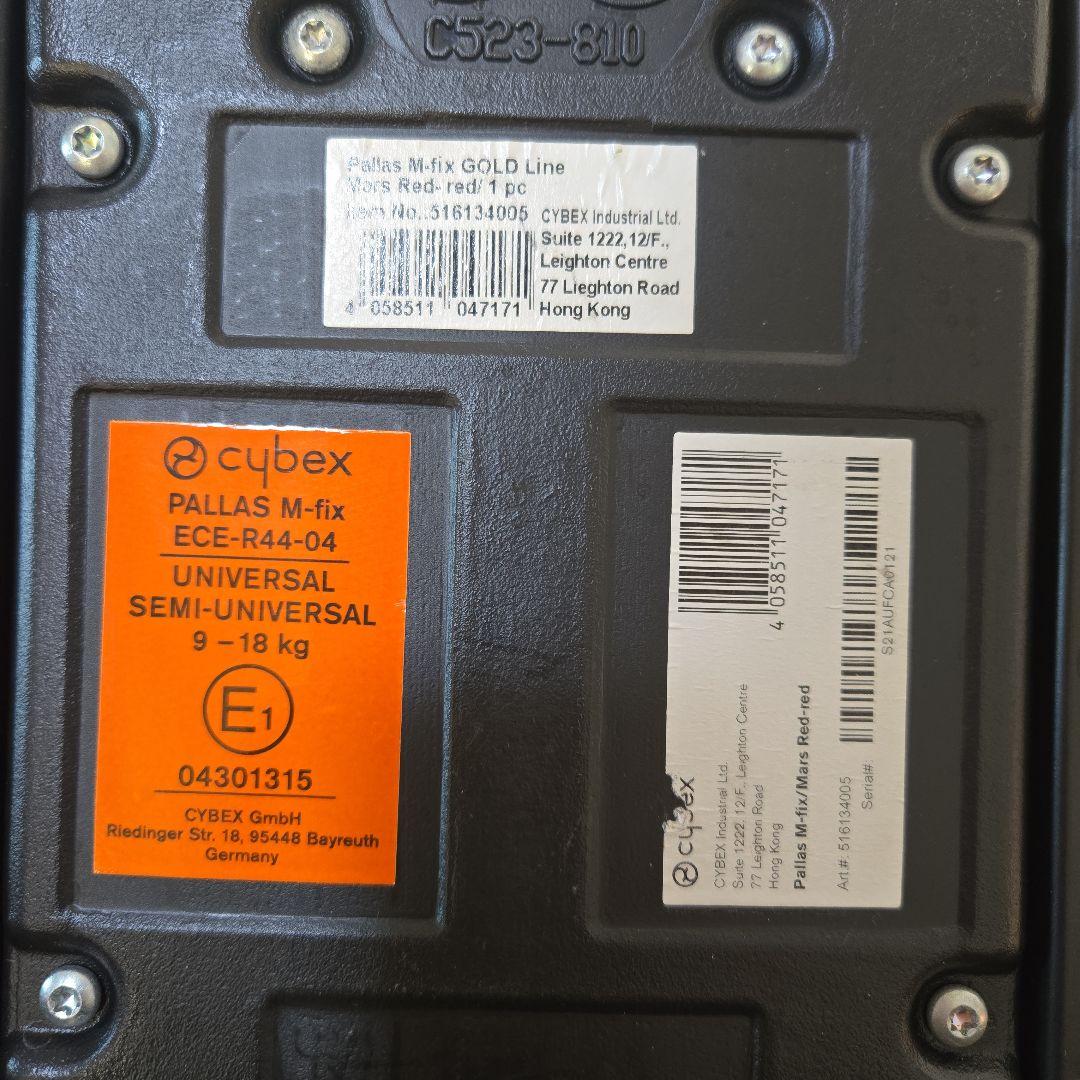 C523-810
Pallas M-fix GOLD Line
Mars Red- red/ 1 pc
Item No.:516134005
4 058511 047171
CYBEX Industrial Ltd.
Suite 1222,12/F.,
Leighton Centre
77 Lieghton Road
Hong Kong
cybex
PALLAS M-fix
ECE-R44-04
UNIVERSAL
SEMI-UNIVERSAL
9 – 18 kg
E1
04301315
CYBEX GmbH
Riedinger Str. 18, 95448 Bayreuth
Germany
4 058511 047171
cybex
CYBEX Industrial Ltd.
Suite 1222. 12/F., Leighton Centre
77 Leighton Road
Hong Kong
Pallas M-fix/Mars Red-red
Art.#: 516134005
Serial#
S21AUFCA0121